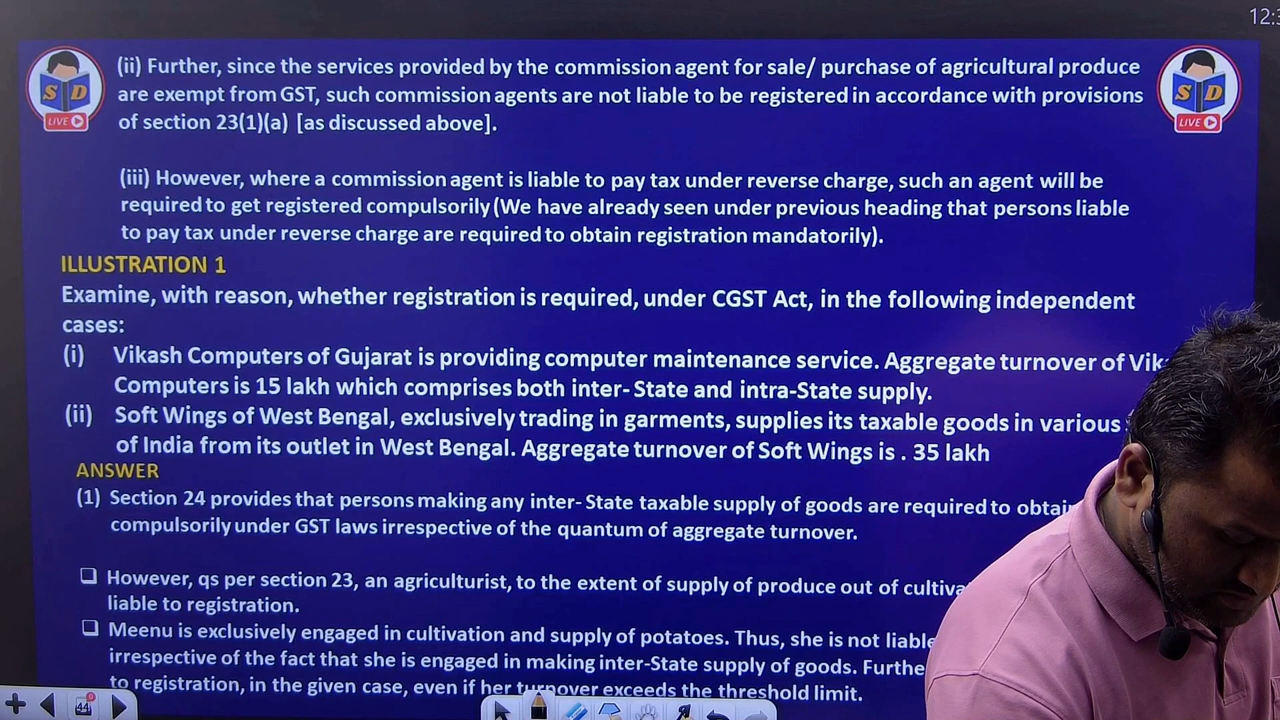 12:3
(ii) Further, since the services provided by the commission agent for sale/ purchase of agricultural produce
are exempt from GST, such commission agents are not liable to be registered in accordance with provisions
of section 23(1)(a) [as discussed above].
S D
LIVE
S D
LIVE
(iii) However, where a commission agent is liable to pay tax under reverse charge, such an agent will be
required to get registered compulsorily (We have already seen under previous heading that persons liable
to pay tax under reverse charge are required to obtain registration mandatorily).
ILLUSTRATION 1
Examine, with reason, whether registration is required, under CGST Act, in the following independent
cases:
(i) Vikash Computers of Gujarat is providing computer maintenance service. Aggregate turnover of Vik
Computers is 15 lakh which comprises both inter- State and intra-State supply.
(ii) Soft Wings of West Bengal, exclusively trading in garments, supplies its taxable goods in various
of India from its outlet in West Bengal. Aggregate turnover of Soft Wings is . 35 lakh
ANSWER
(1) Section 24 provides that persons making any inter- State taxable supply of goods are required to obtain
compulsorily under GST laws irrespective of the quantum of aggregate turnover.
However, qs per section 23, an agriculturist, to the extent of supply of produce out of cultiva
liable to registration.
Meenu is exclusively engaged in cultivation and supply of potatoes. Thus, she is not liable
irrespective of the fact that she is engaged in making inter-State supply of goods. Furthe
to registration, in the given case, even if her turnover exceeds the threshold limit.
44